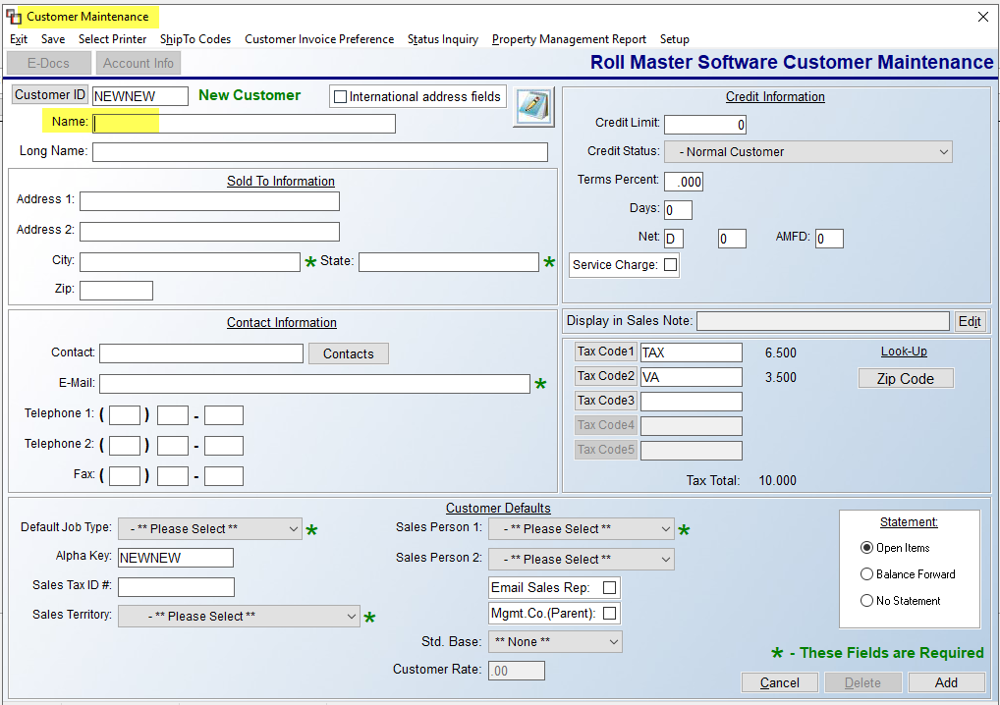 Customer Maintenance
Exit Save Select Printer ShipTo Codes Customer Invoice Preference Status Inquiry Property Management Report Setup
E-Docs Account Info Roll Master Software Customer Maintenance
Customer ID NEWNEW New Customer International address fields
Name:
Long Name:
Sold To Information
Address 1:
Address 2:
City: * State: *
Zip:
Contact Information
Contact: Contacts
E-Mail: *
Telephone 1: ( ) -
Telephone 2: ( ) -
Fax: ( ) -
Credit Information
Credit Limit: 0
Credit Status: - Normal Customer
Terms Percent: .000
Days: 0
Net: D 0 AMFD: 0
Service Charge:
Display in Sales Note: Edit
Tax Code1 TAX 6.500 Look-Up
Tax Code2 VA 3.500 Zip Code
Tax Code3
Tax Code4
Tax Code5
Tax Total: 10.000
Customer Defaults
Default Job Type: - ** Please Select ** *
Alpha Key: NEWNEW
Sales Tax ID #:
Sales Territory: - ** Please Select ** *
Sales Person 1: - ** Please Select ** *
Sales Person 2: - ** Please Select **
Email Sales Rep:
Mgmt.Co.(Parent):
Std. Base: ** None **
Customer Rate: .00
Statement:
Open Items
Balance Forward
No Statement
* - These Fields are Required
Cancel Delete Add